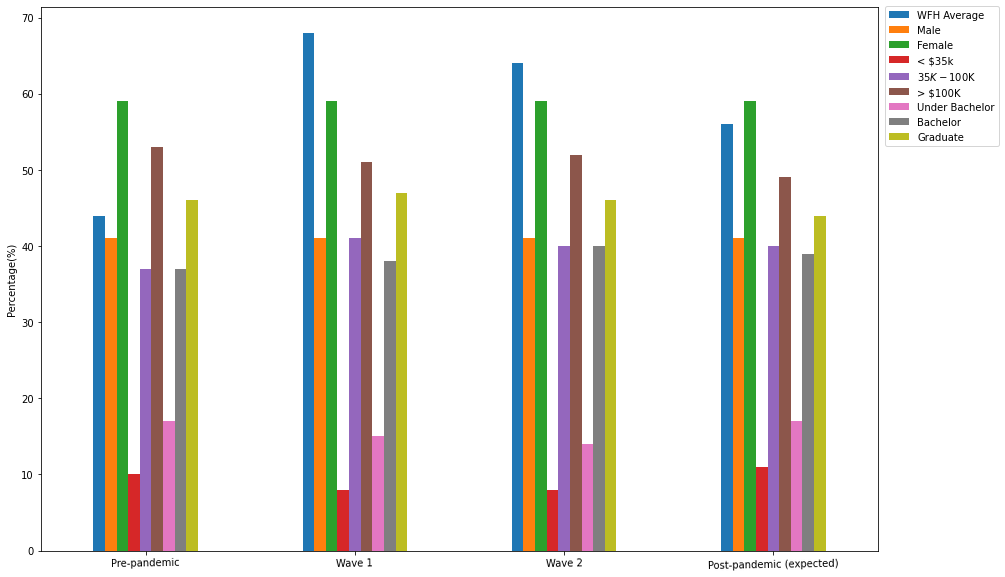 70
60
50
40
30
20
10
0
Percentage(%)
Pre-pandemic
Wave 1
Wave 2
Post-pandemic (expected)
WFH Average
Male
Female
< $35k
35K − 100K
> $100K
Under Bachelor
Bachelor
Graduate